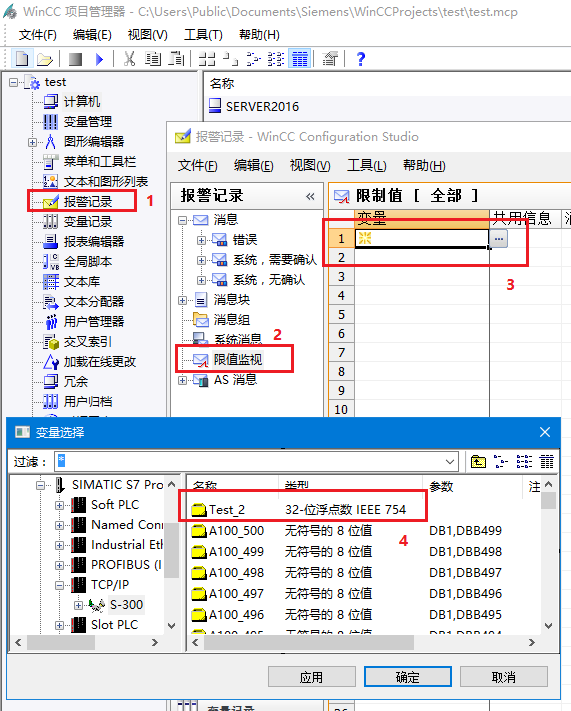 WinCC 项目管理器 - C:\Users\Public\Documents\Siemens\WinCCProjects\test\test.mcp
文件(F) 编辑(E) 视图(V) 工具(T) 帮助(H)
test
计算机
变量管理
图形编辑器
菜单和工具栏
文本和图形列表
报警记录 1
变量记录
报表编辑器
全局脚本
文本库
文本分配器
用户管理器
交叉索引
加载在线更改
冗余
用户归档
名称
SERVER2016
报警记录 - WinCC Configuration Studio
文件(F) 编辑(E) 视图(V) 工具(L) 帮助(H)
报警记录 «
消息
错误
系统，需要确认
系统，无确认
消息块
消息组
系统消息 2
限值监视
AS 消息
限制值 [ 全部 ]
变量 共用信息
1 ...
2
3
3
4
5
6
7
8
9
10
变量选择
过滤: *
SIMATIC S7 Pro
Soft PLC
Named Conn
Industrial Eth
PROFIBUS (I
TCP/IP
S-300
Slot PLC
名称 类型 参数 注
Test_2 32-位浮点数 IEEE 754
4
A100_500 无符号的 8 位值 DB1,DBB499
A100_499 无符号的 8 位值 DB1,DBB498
A100_498 无符号的 8 位值 DB1,DBB497
A100_497 无符号的 8 位值 DB1,DBB496
A100_496 无符号的 8 位值 DB1,DBB495
A100_495 无符号的 8 位值 DB1,DBB494
应用 确定 取消
变量记录